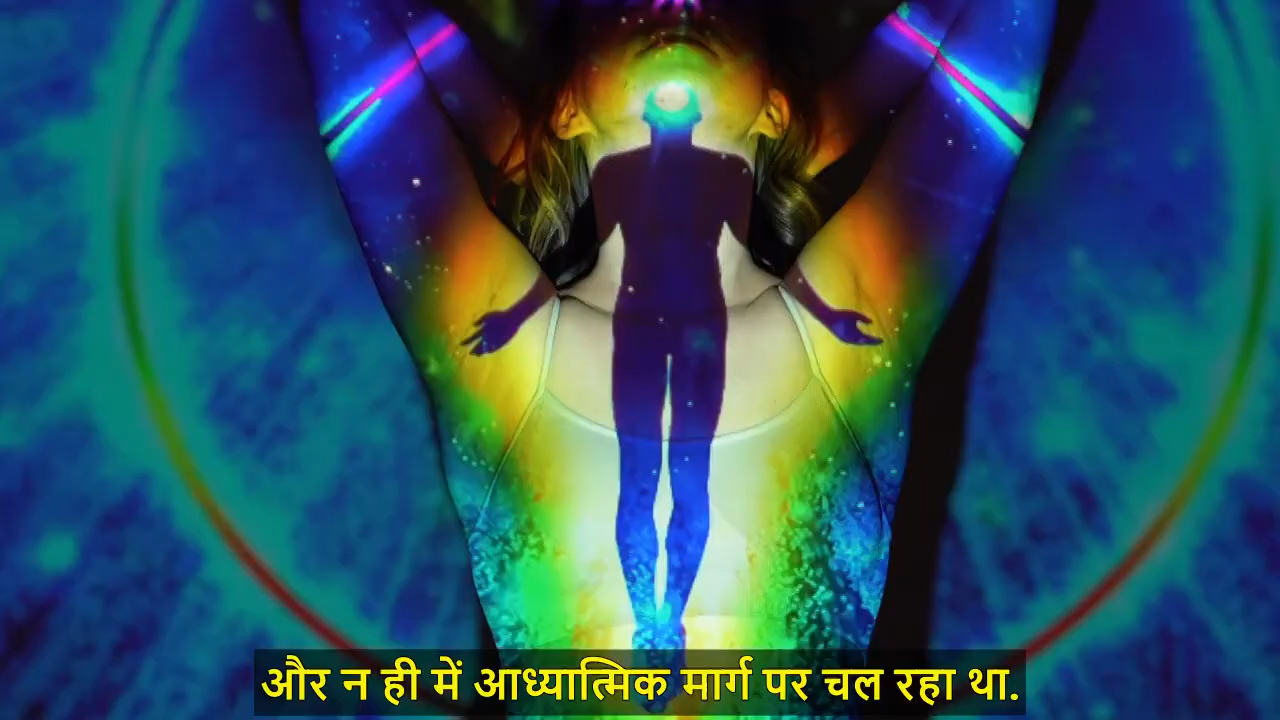 और न ही में आध्यात्मिक मार्ग पर चल रहा था.